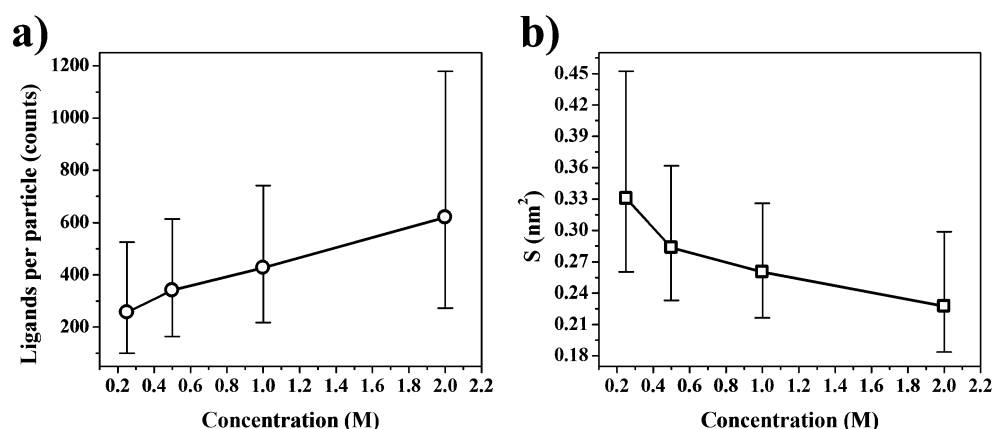 a)
Ligands per particle (counts)
1200
1000
800
600
400
200
0.2 0.4 0.6 0.8 1.0 1.2 1.4 1.6 1.8 2.0 2.2
Concentration (M)
b)
S (nm²)
0.45
0.42
0.39
0.36
0.33
0.30
0.27
0.24
0.21
0.18
0.2 0.4 0.6 0.8 1.0 1.2 1.4 1.6 1.8 2.0 2.2
Concentration (M)